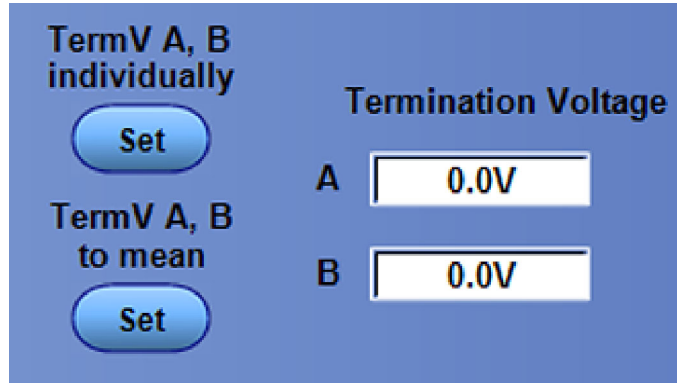 TermV A, B
individually
Set
TermV A, B
to mean
Set
Termination Voltage
A 0.0V
B 0.0V